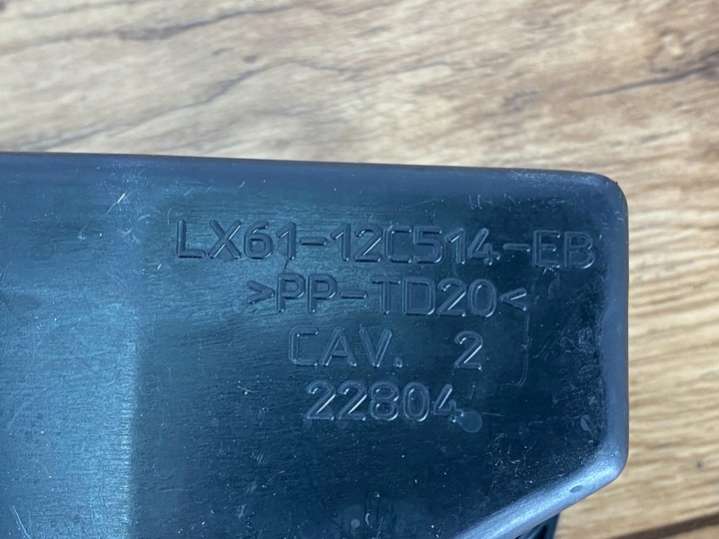 LX61-12C514-EB
>PP-TD20<
CAV. 2
22804